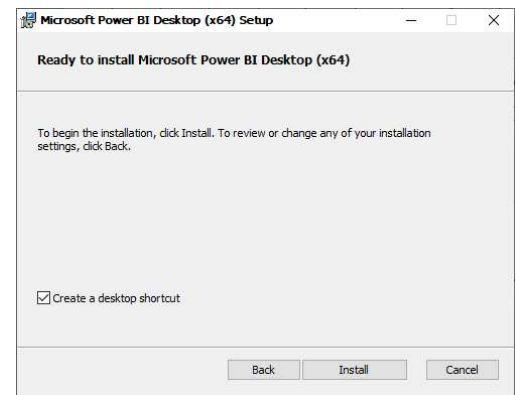 Microsoft Power BI Desktop (x64) Setup
Ready to install Microsoft Power BI Desktop (x64)
To begin the installation, click Install. To review or change any of your installation
settings, click Back.
Create a desktop shortcut
Back
Install
Cancel